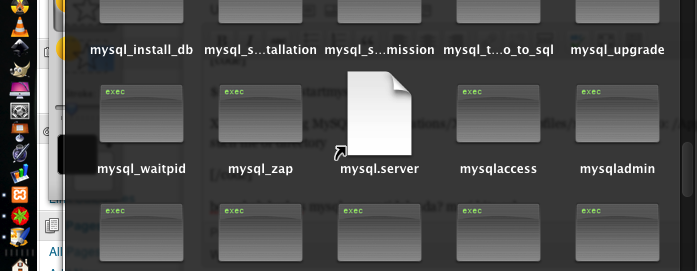 mysql_install_db mysql_s...tallation mysql_s...mission mysql_t...o_to_sql mysql_upgrade
exec exec exec exec
mysql_waitpid mysql_zap mysql.server mysqlaccess mysqladmin
exec exec exec exec exec
Pages
All